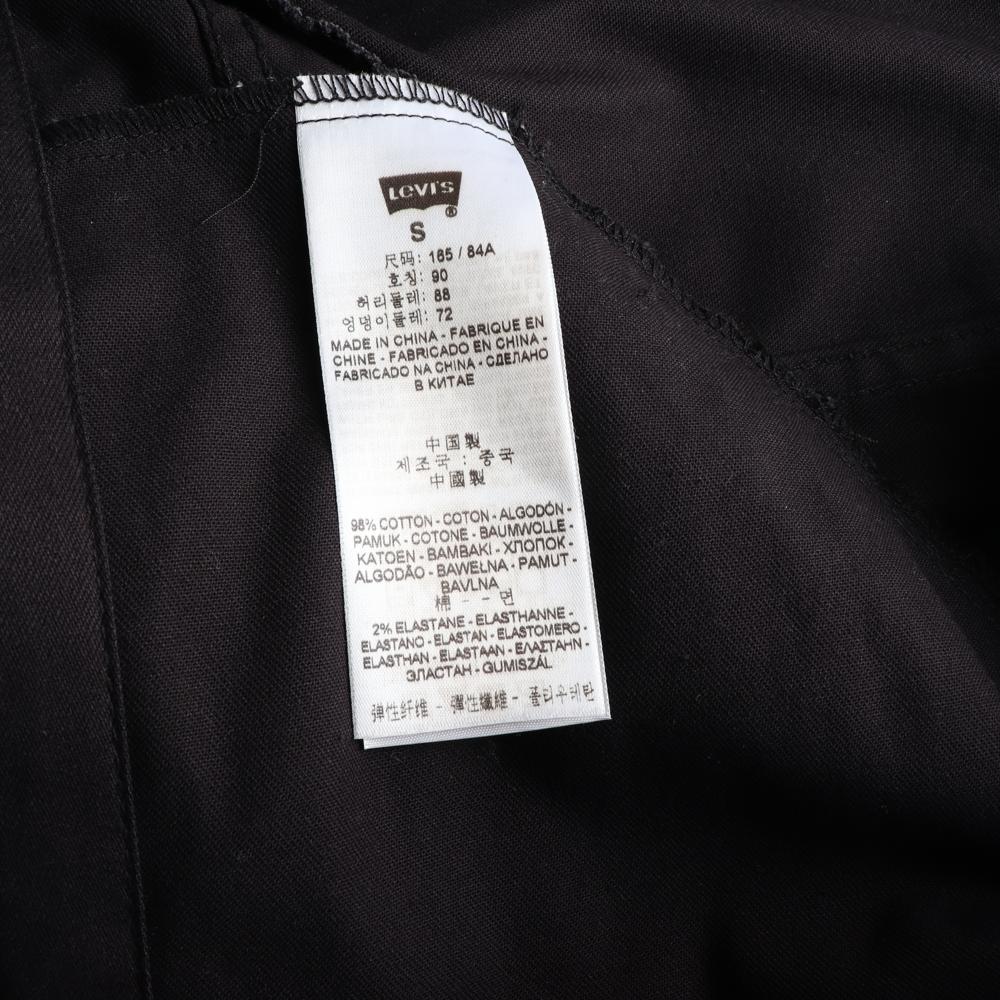 LEVI'S
®
S
尺码: 165 / 84A
호칭: 90
허리둘레: 88
엉덩이둘레: 72
MADE IN CHINA - FABRIQUE EN
CHINE - FABRICADO EN CHINA -
FABRICADO NA CHINA - СДЕЛАНО
В КИТАЕ
中国製
제조국 : 중국
中國製
98% COTTON - COTON - ALGODÓN -
PAMUK - COTONE - BAUMWOLLE -
KATOEN - BAMBAKI - ХЛОПОК -
ALGODÃO - BAWEŁNA - PAMUT -
BAVLNA
棉 - - 면
2% ELASTANE - ELASTHANNE -
ELASTANO - ELASTAN - ELASTOMERO -
ELASTHAN - ELASTAAN - ΕΛΑΣΤΑΗΝ -
ЭЛАСТАН - GUMISZÁL
弹性纤维 - 彈性纖維 - 폴리우레탄